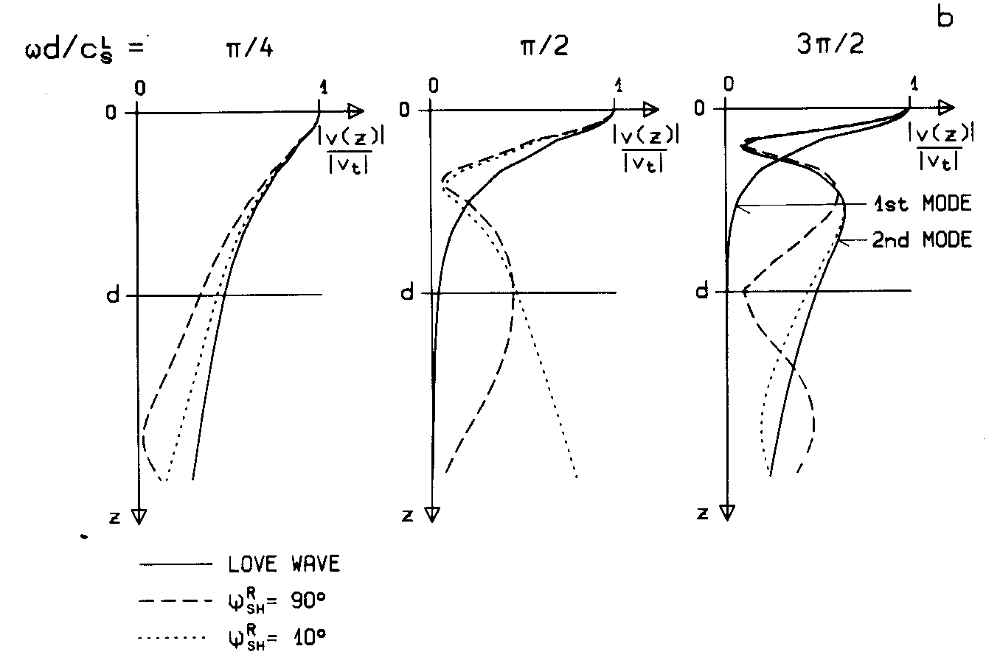 b
ωd/c_S^L = π/4 π/2 3π/2
0 1 0 1 0 1
0 0 0
|v(z)| |v(z)| |v(z)|
|v_t| |v_t| |v_t|
1st MODE
2nd MODE
d d d
z z z
LOVE WAVE
ψ_SH^R = 90°
ψ_SH^R = 10°